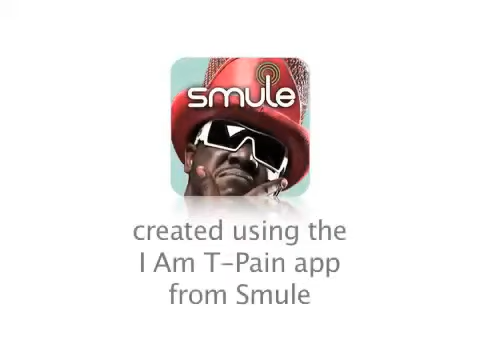 smule
created using the
I Am T-Pain app
from Smule